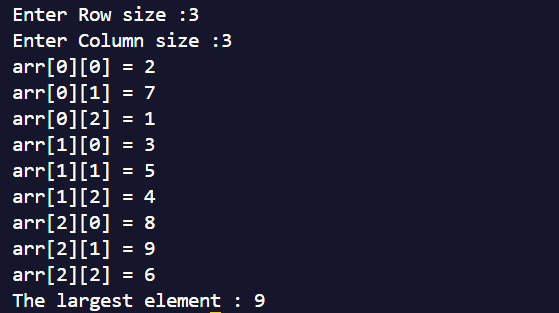 Enter Row size :3
Enter Column size :3
arr[0][0] = 2
arr[0][1] = 7
arr[0][2] = 1
arr[1][0] = 3
arr[1][1] = 5
arr[1][2] = 4
arr[2][0] = 8
arr[2][1] = 9
arr[2][2] = 6
The largest element : 9